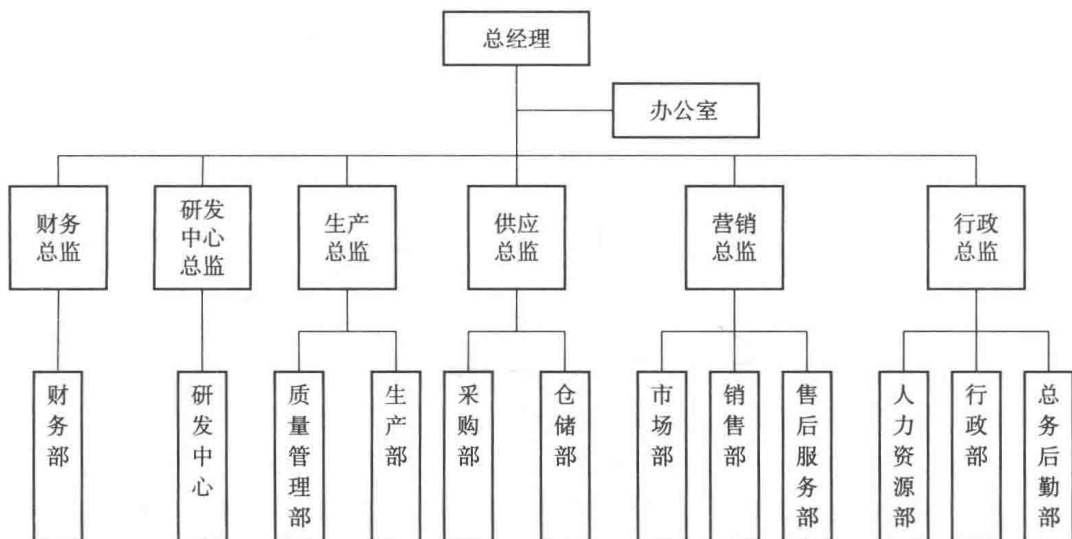 总经理
办公室
财务
总监
研发
中心
总监
生产
总监
供应
总监
营销
总监
行政
总监
财务部
研发中心
质量管理部
生产部
采购部
仓储部
市场部
销售部
售后服务部
人力资源部
行政部
总务后勤部